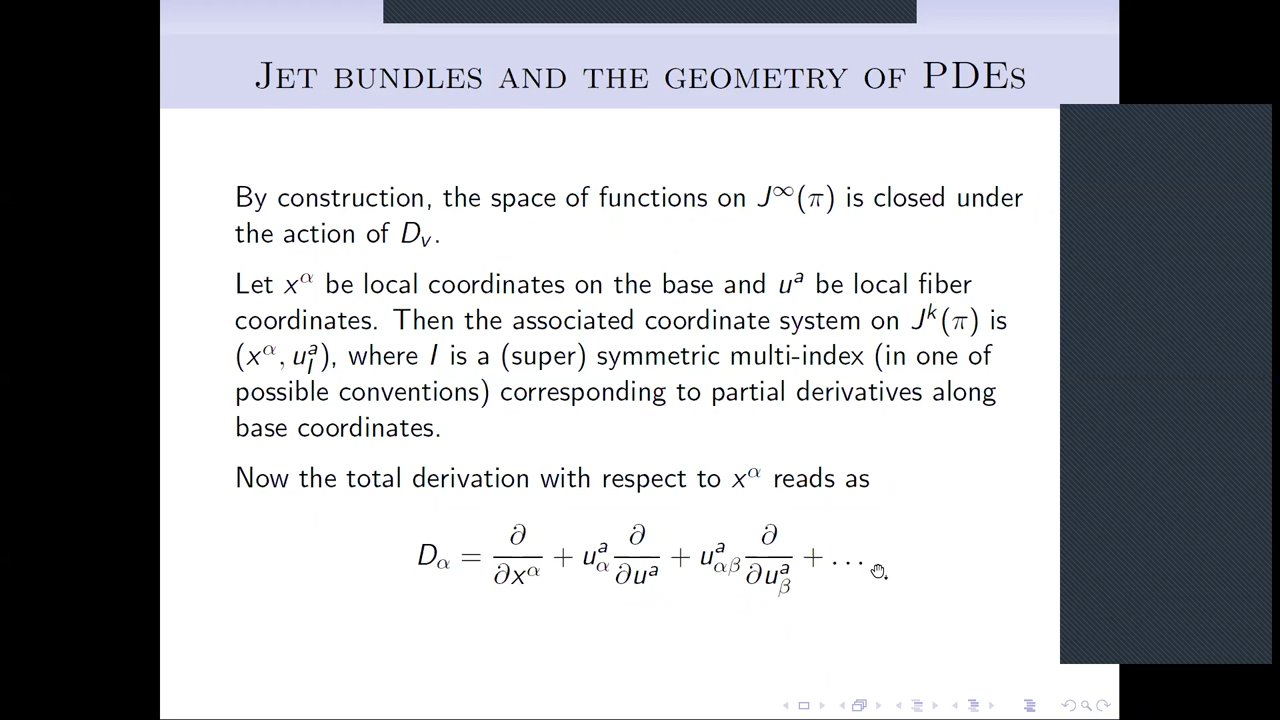 Jet bundles and the geometry of PDEs
By construction, the space of functions on J^∞(π) is closed under
the action of D_v.
Let x^α be local coordinates on the base and u^a be local fiber
coordinates. Then the associated coordinate system on J^k(π) is
(x^α, u^a_I), where I is a (super) symmetric multi-index (in one of
possible conventions) corresponding to partial derivatives along
base coordinates.
Now the total derivation with respect to x^α reads as
D_α = ∂/∂x^α + u^a_α ∂/∂u^a + u^a_{αβ} ∂/∂u^a_β + ...